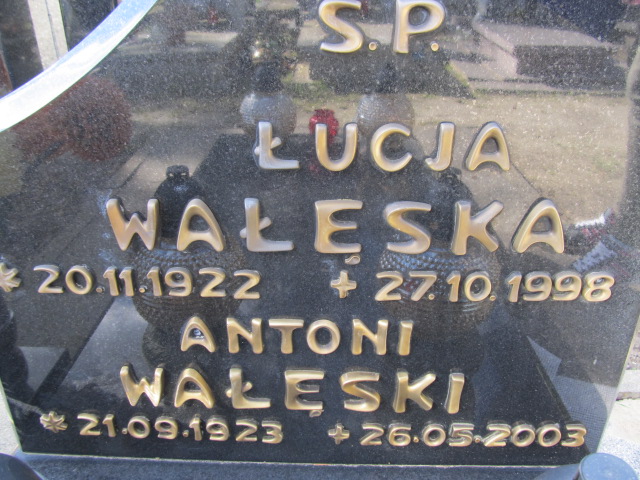 Ś.P.
ŁUCJA
WAŁĘSKA
* 20.11.1922 + 27.10.1998
ANTONI
WAŁĘSKI
* 21.09.1923 + 26.05.2003